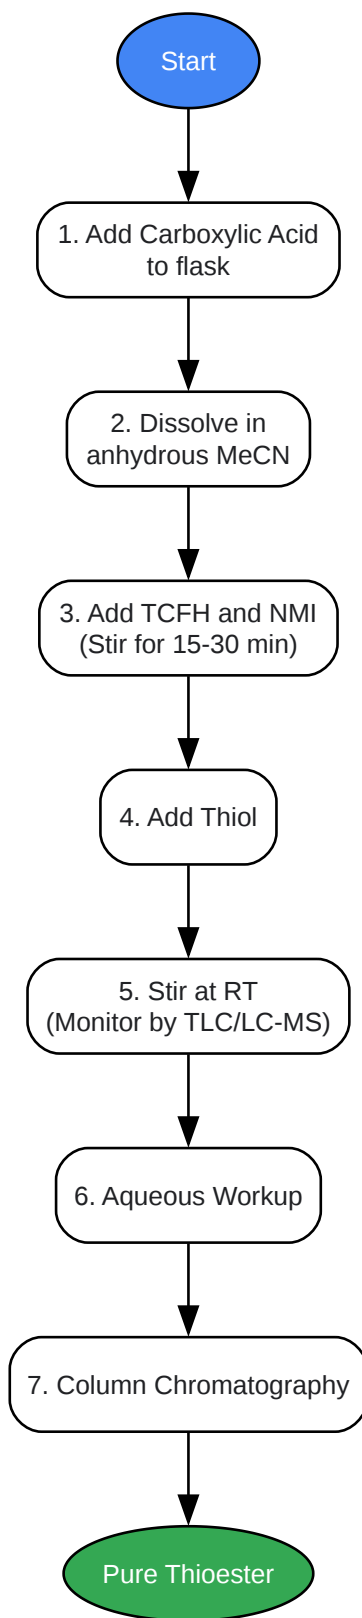 Start
1. Add Carboxylic Acid
to flask
2. Dissolve in
anhydrous MeCN
3. Add TCFH and NMI
(Stir for 15-30 min)
4. Add Thiol
5. Stir at RT
(Monitor by TLC/LC-MS)
6. Aqueous Workup
7. Column Chromatography
Pure Thioester